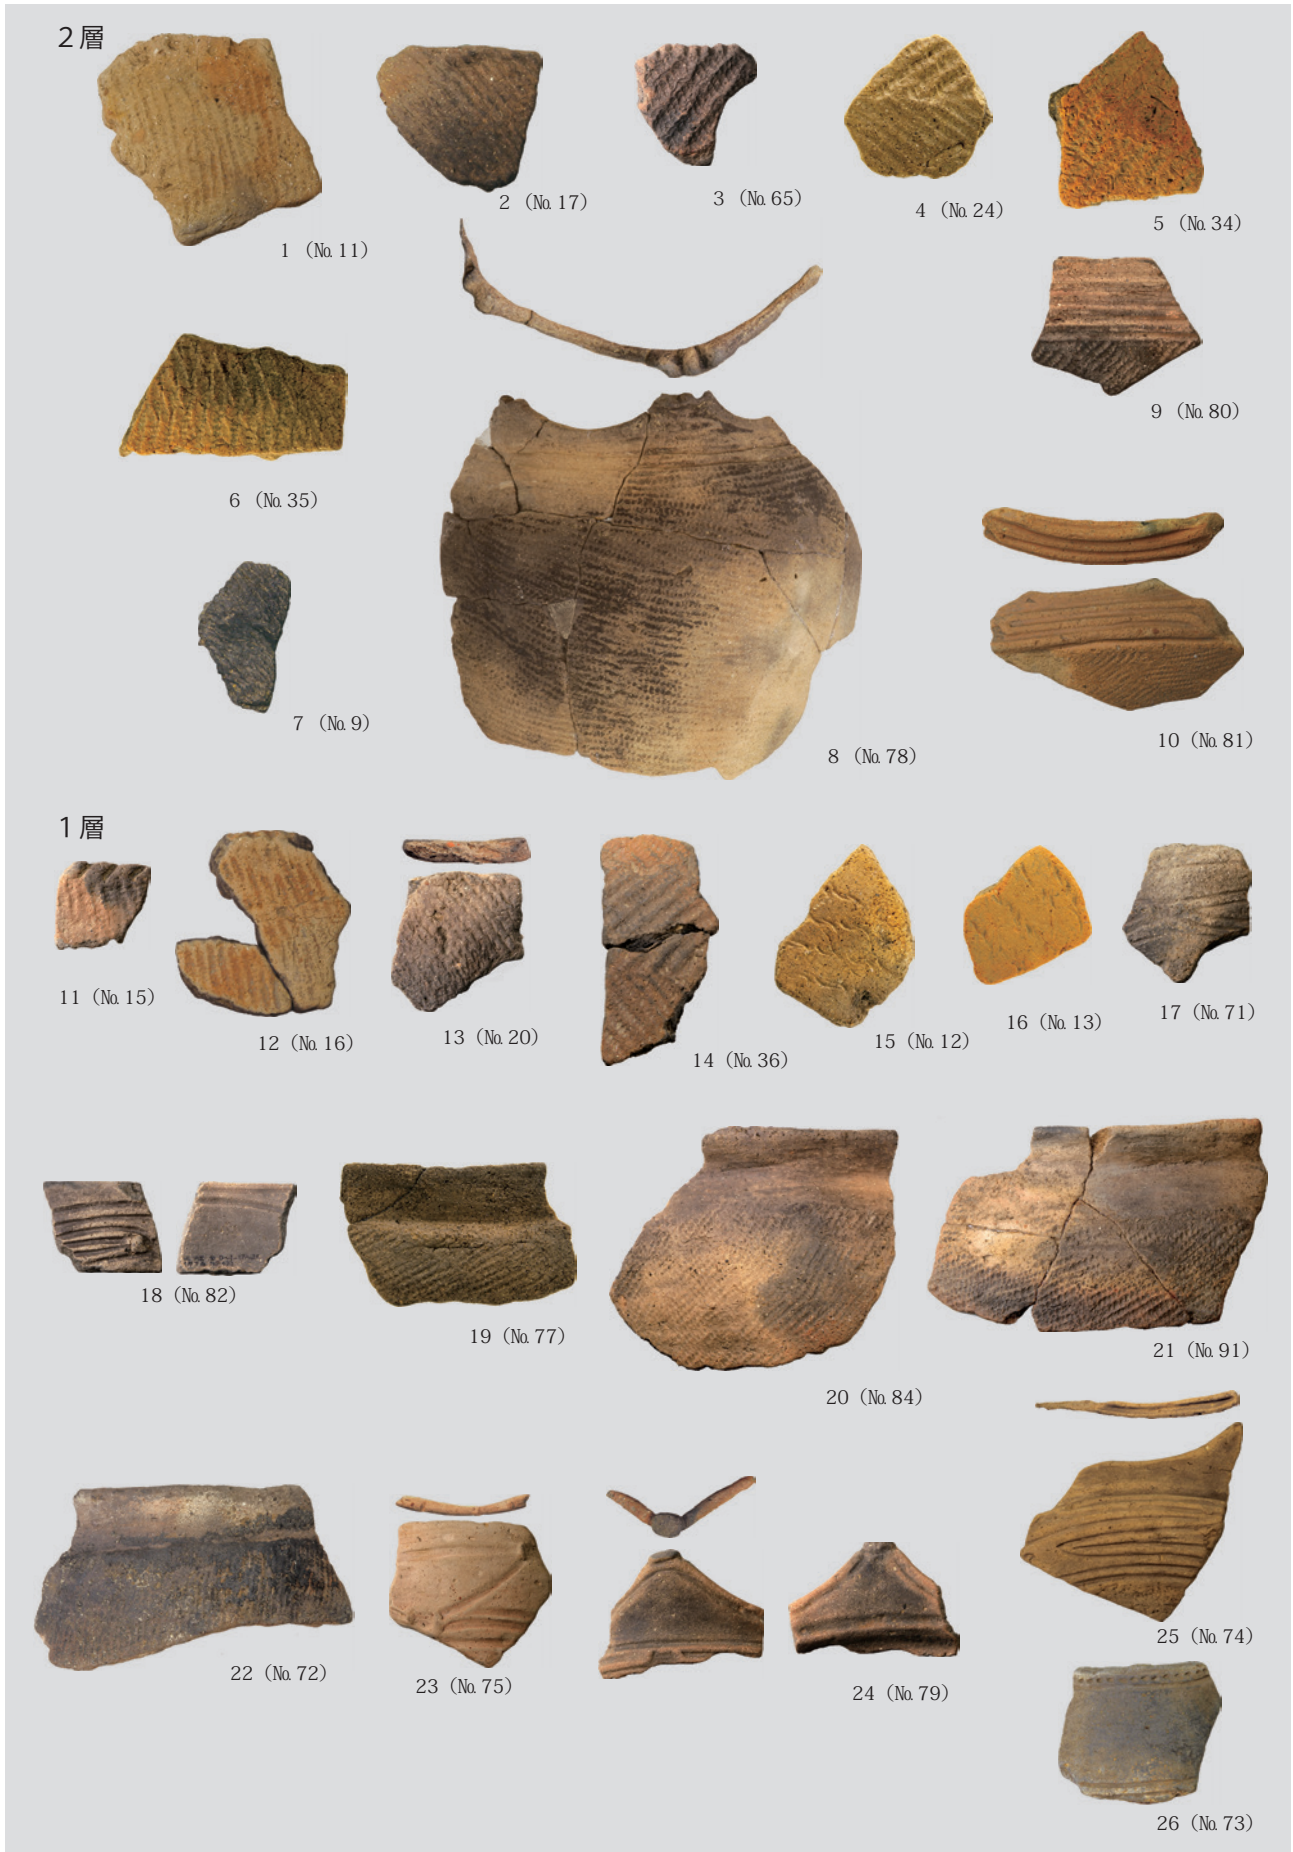 2層
1 (No. 11)
2 (No. 17)
3 (No. 65)
4 (No. 24)
5 (No. 34)
6 (No. 35)
7 (No. 9)
8 (No. 78)
9 (No. 80)
10 (No. 81)
1層
11 (No. 15)
12 (No. 16)
13 (No. 20)
14 (No. 36)
15 (No. 12)
16 (No. 13)
17 (No. 71)
18 (No. 82)
19 (No. 77)
20 (No. 84)
21 (No. 91)
22 (No. 72)
23 (No. 75)
24 (No. 79)
25 (No. 74)
26 (No. 73)